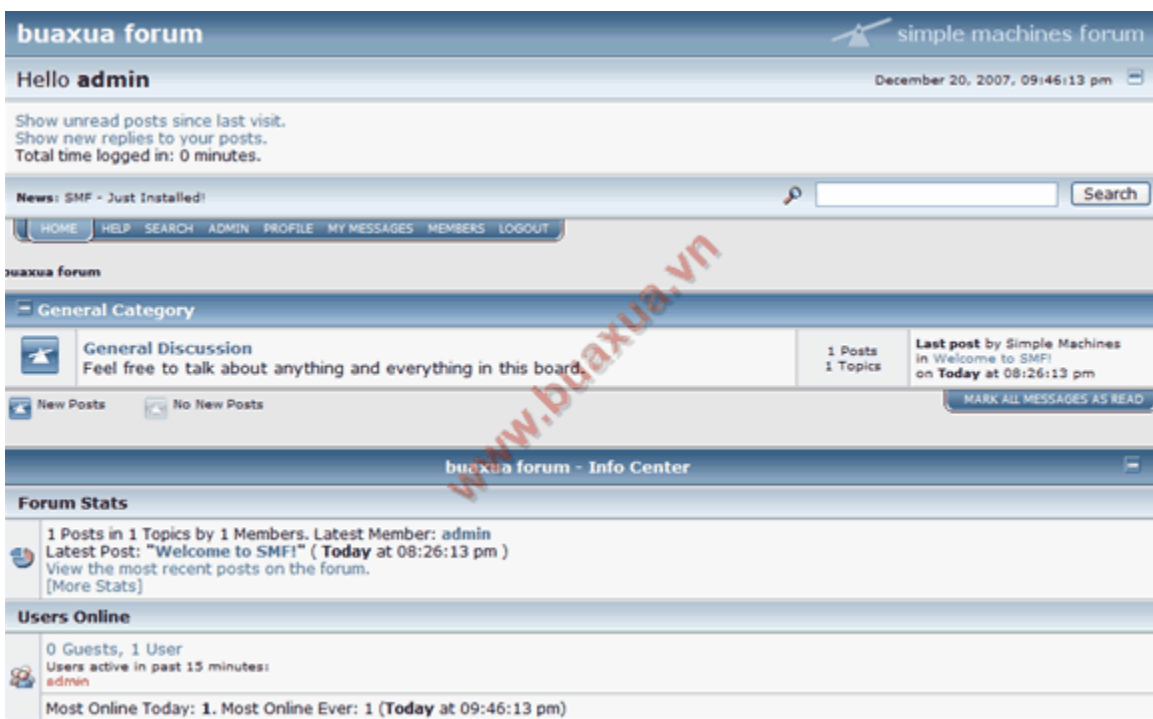 buaxua forum
simple machines forum
Hello admin
December 20, 2007, 09:46:13 pm
Show unread posts since last visit.
Show new replies to your posts.
Total time logged in: 0 minutes.
News: SMF - Just Installed!
Search
HOME HELP SEARCH ADMIN PROFILE MY MESSAGES MEMBERS LOGOUT
buaxua forum
General Category
General Discussion
Feel free to talk about anything and everything in this board.
1 Posts
1 Topics
Last post by Simple Machines
in Welcome to SMF!
on Today at 08:26:13 pm
New Posts No New Posts
MARK ALL MESSAGES AS READ
www.buaxua.vn
buaxua forum - Info Center
Forum Stats
1 Posts in 1 Topics by 1 Members. Latest Member: admin
Latest Post: "Welcome to SMF!" ( Today at 08:26:13 pm )
View the most recent posts on the forum.
[More Stats]
Users Online
0 Guests, 1 User
Users active in past 15 minutes:
admin
Most Online Today: 1. Most Online Ever: 1 (Today at 09:46:13 pm)